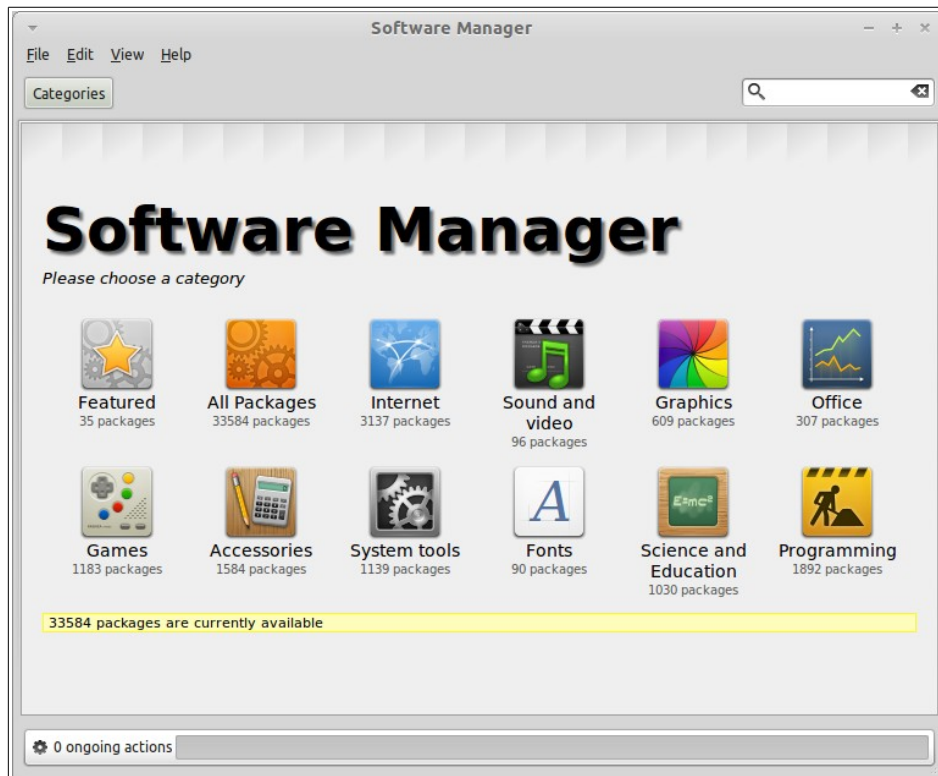 Software Manager
File Edit View Help
Categories
Software Manager
Please choose a category
Featured
35 packages
All Packages
33584 packages
Internet
3137 packages
Sound and
video
96 packages
Graphics
609 packages
Office
307 packages
Games
1183 packages
Accessories
1584 packages
System tools
1139 packages
A
Fonts
90 packages
E=mc²
Science and
Education
1030 packages
Programming
1892 packages
33584 packages are currently available
0 ongoing actions